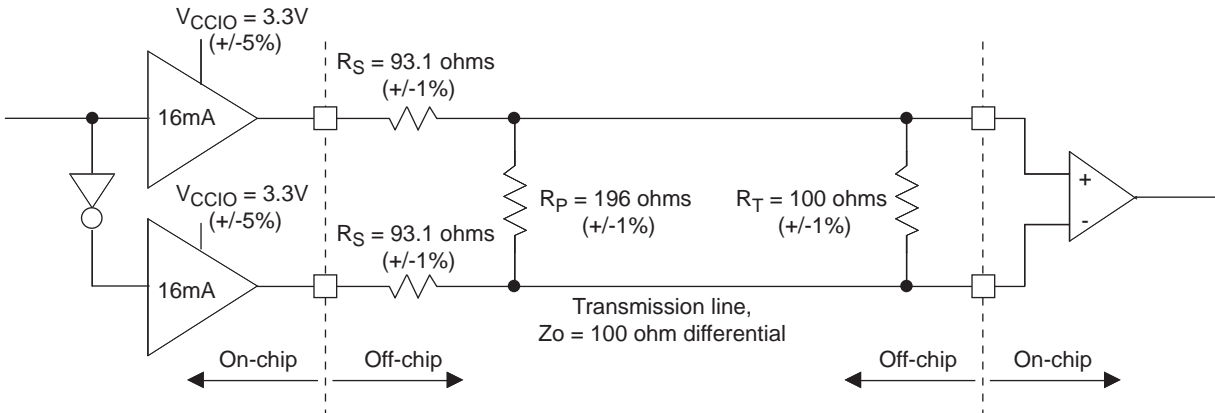 VCCIO = 3.3V
(+/-5%)
RS = 93.1 ohms
(+/-1%)
16mA
VCCIO = 3.3V
(+/-5%)
RP = 196 ohms
(+/-1%)
RT = 100 ohms
(+/-1%)
+
-
RS = 93.1 ohms
(+/-1%)
16mA
Transmission line,
Zo = 100 ohm differential
On-chip
Off-chip
Off-chip
On-chip